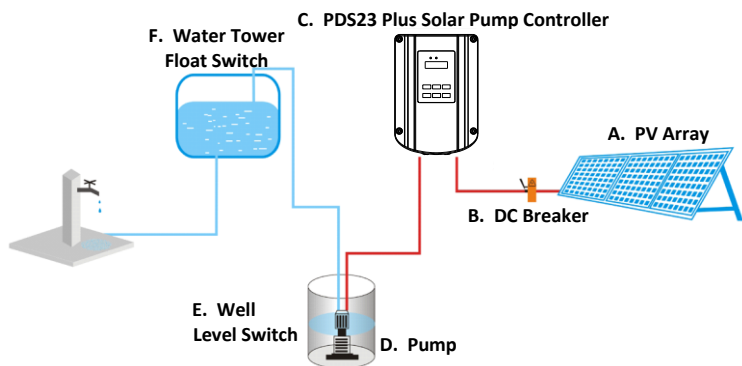 C. PDS23 Plus Solar Pump Controller
F. Water Tower
Float Switch
A. PV Array
B. DC Breaker
E. Well
Level Switch
D. Pump